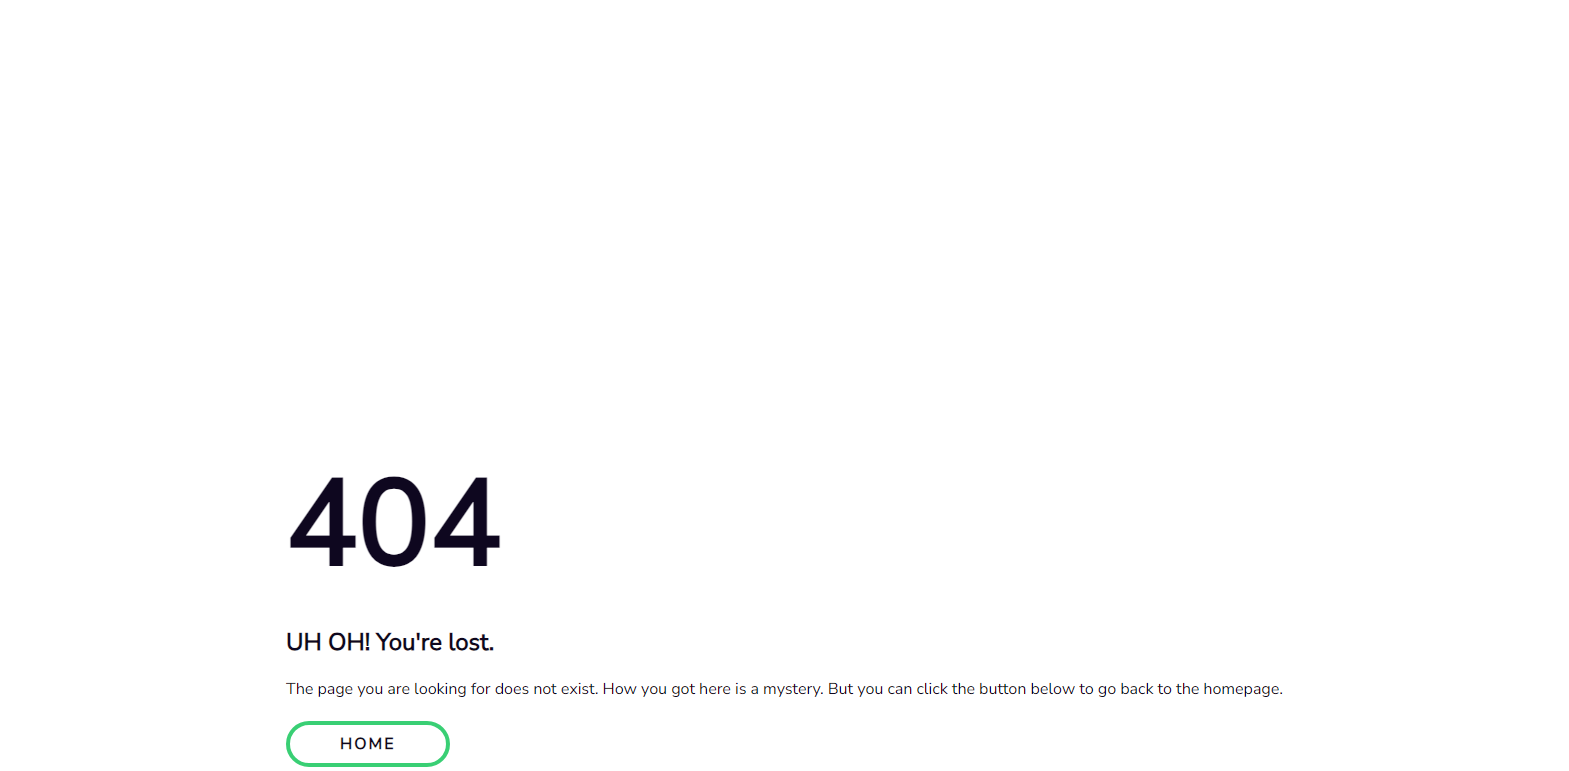 404
UH OH! You're lost.
The page you are looking for does not exist. How you got here is a mystery. But you can click the button below to go back to the homepage.
HOME